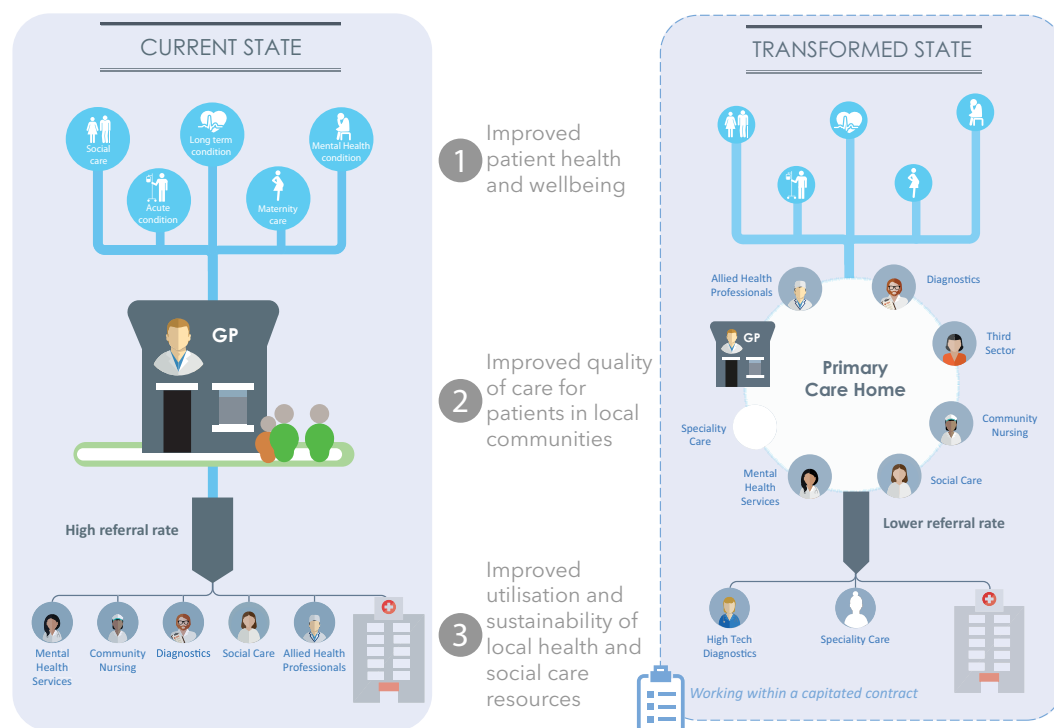 CURRENT STATE
Social
care
Long term
condition
Mental Health
condition
Acute
condition
Maternity
care
GP
High referral rate
Mental
Health
Services
Community
Nursing
Diagnostics
Social Care
Allied Health
Professionals
1
Improved
patient health
and wellbeing
2
Improved quality
of care for
patients in local
communities
3
Improved
utilisation and
sustainability of
local health and
social care
resources
TRANSFORMED STATE
Allied Health
Professionals
Diagnostics
GP
Third
Sector
Primary
Care Home
Speciality
Care
Community
Nursing
Mental
Health
Services
Social Care
Lower referral rate
High Tech
Diagnostics
Speciality Care
Working within a capitated contract